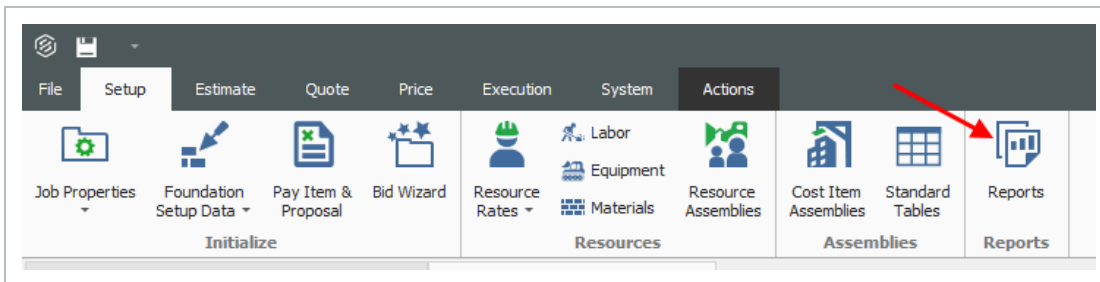 File Setup Estimate Quote Price Execution System Actions
Job Properties
Foundation
Setup Data
Pay Item &
Proposal
Bid Wizard
Resource
Rates
Labor
Equipment
Materials
Resource
Assemblies
Cost Item
Assemblies
Standard
Tables
Reports
Initialize Resources Assemblies Reports